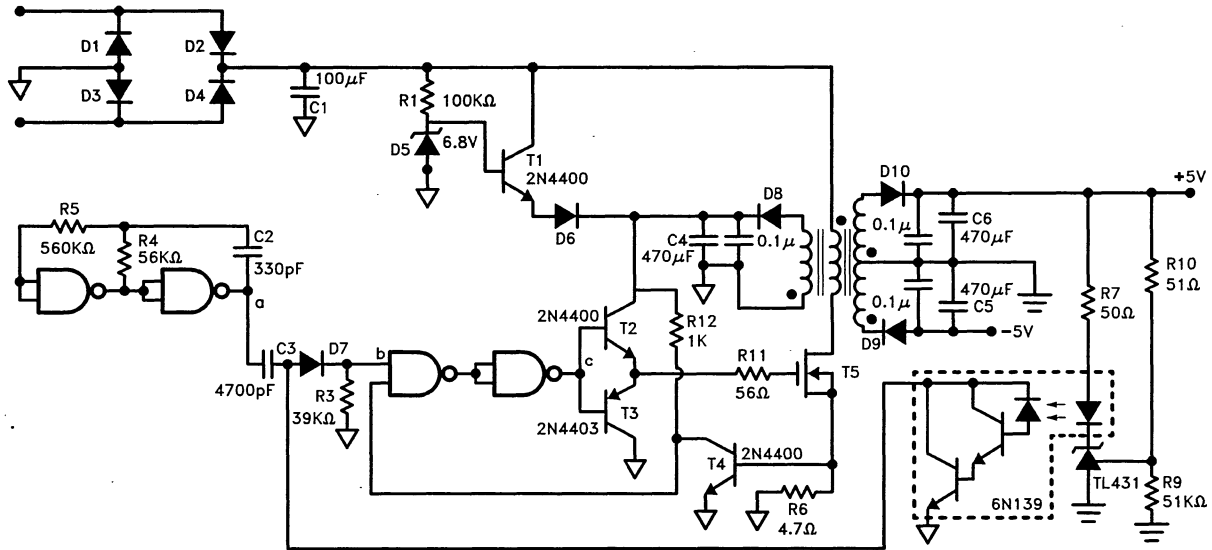 D1
D2
D3
D4
100μF
C1
R1
100KΩ
D5
6.8V
T1
2N4400
D6
D8
C4
470μF
0.1μ
D10
+5V
0.1μ
C6
470μF
0.1μ
470μF
C5
D9
-5V
R7
50Ω
R10
51Ω
R5
560KΩ
R4
56KΩ
C2
330pF
a
C3
4700pF
D7
R3
39KΩ
b
c
2N4400
T2
R12
1K
T3
2N4403
R11
56Ω
T5
T4
2N4400
R6
4.7Ω
6N139
TL431
R9
51KΩ